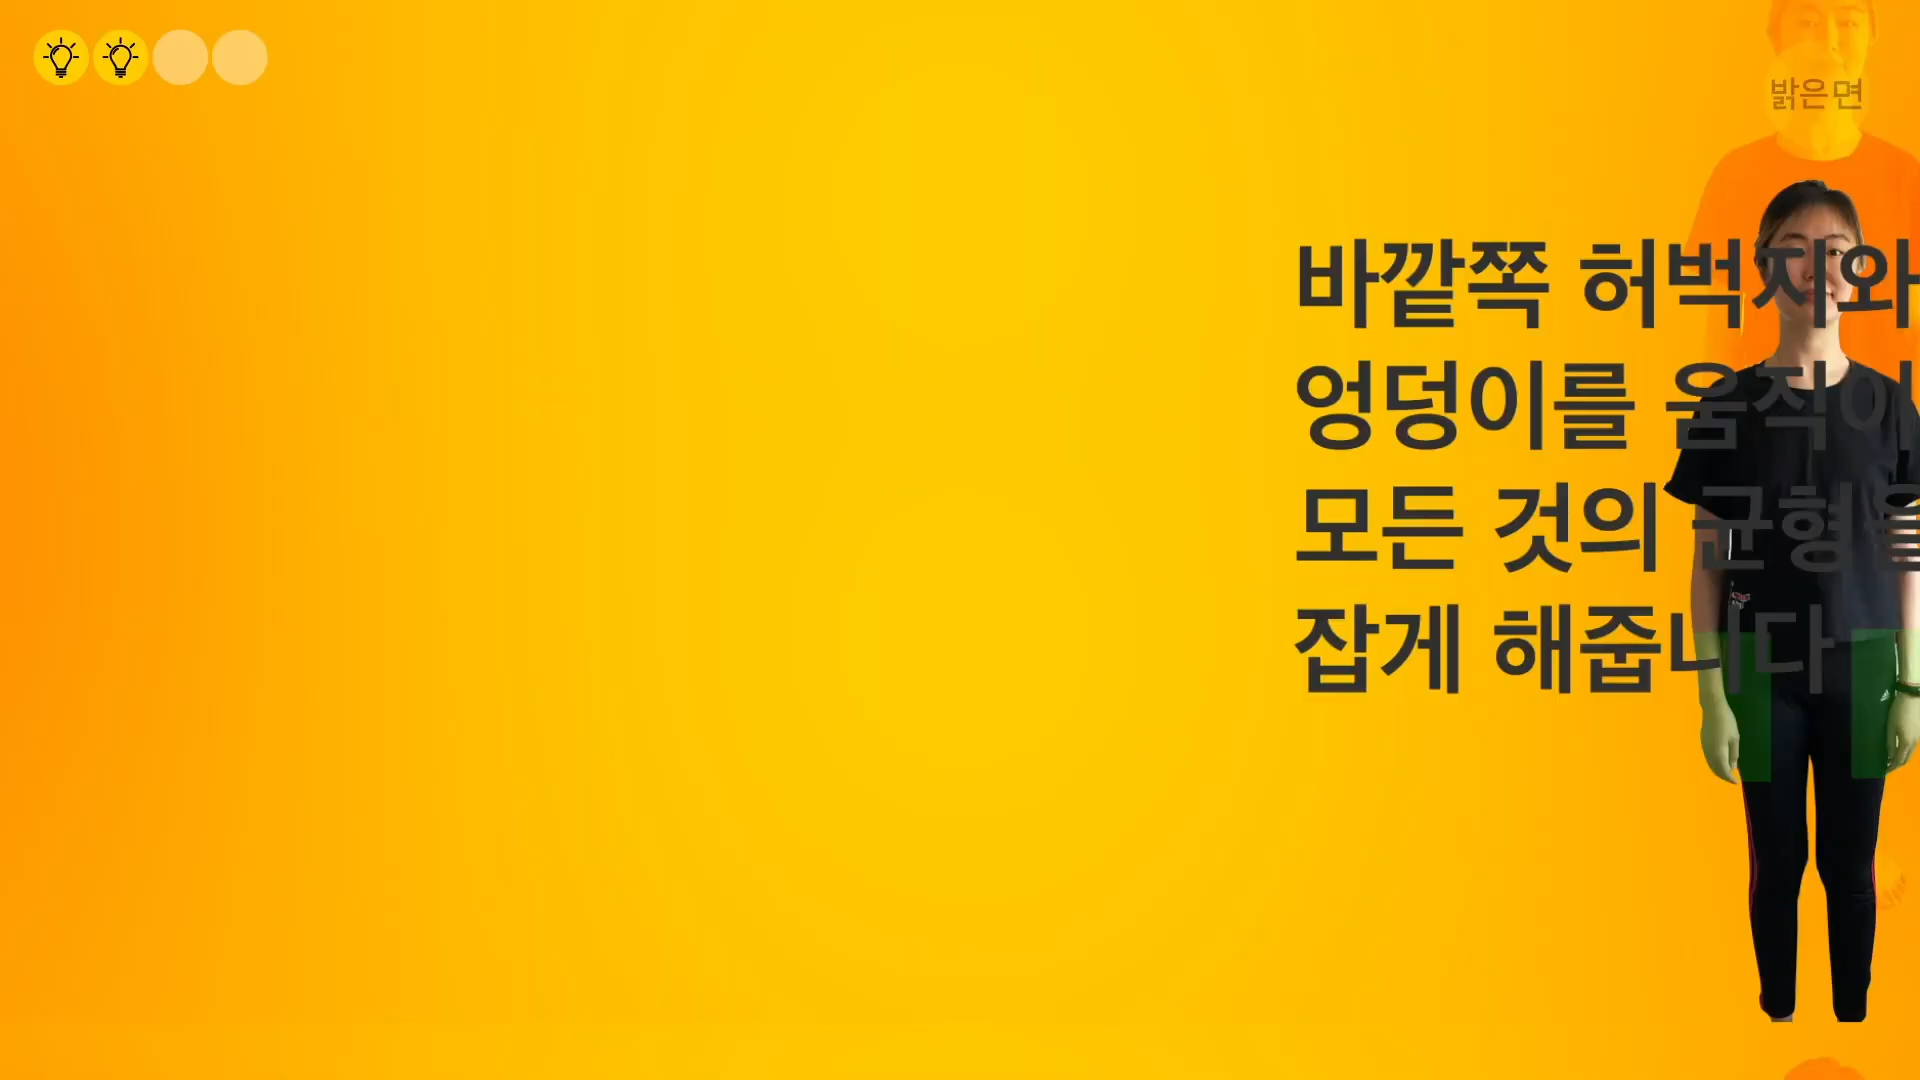 밝은면
바깥쪽 허벅지와
엉덩이를 움직이
모든 것의 균형을
잡게 해줍니다